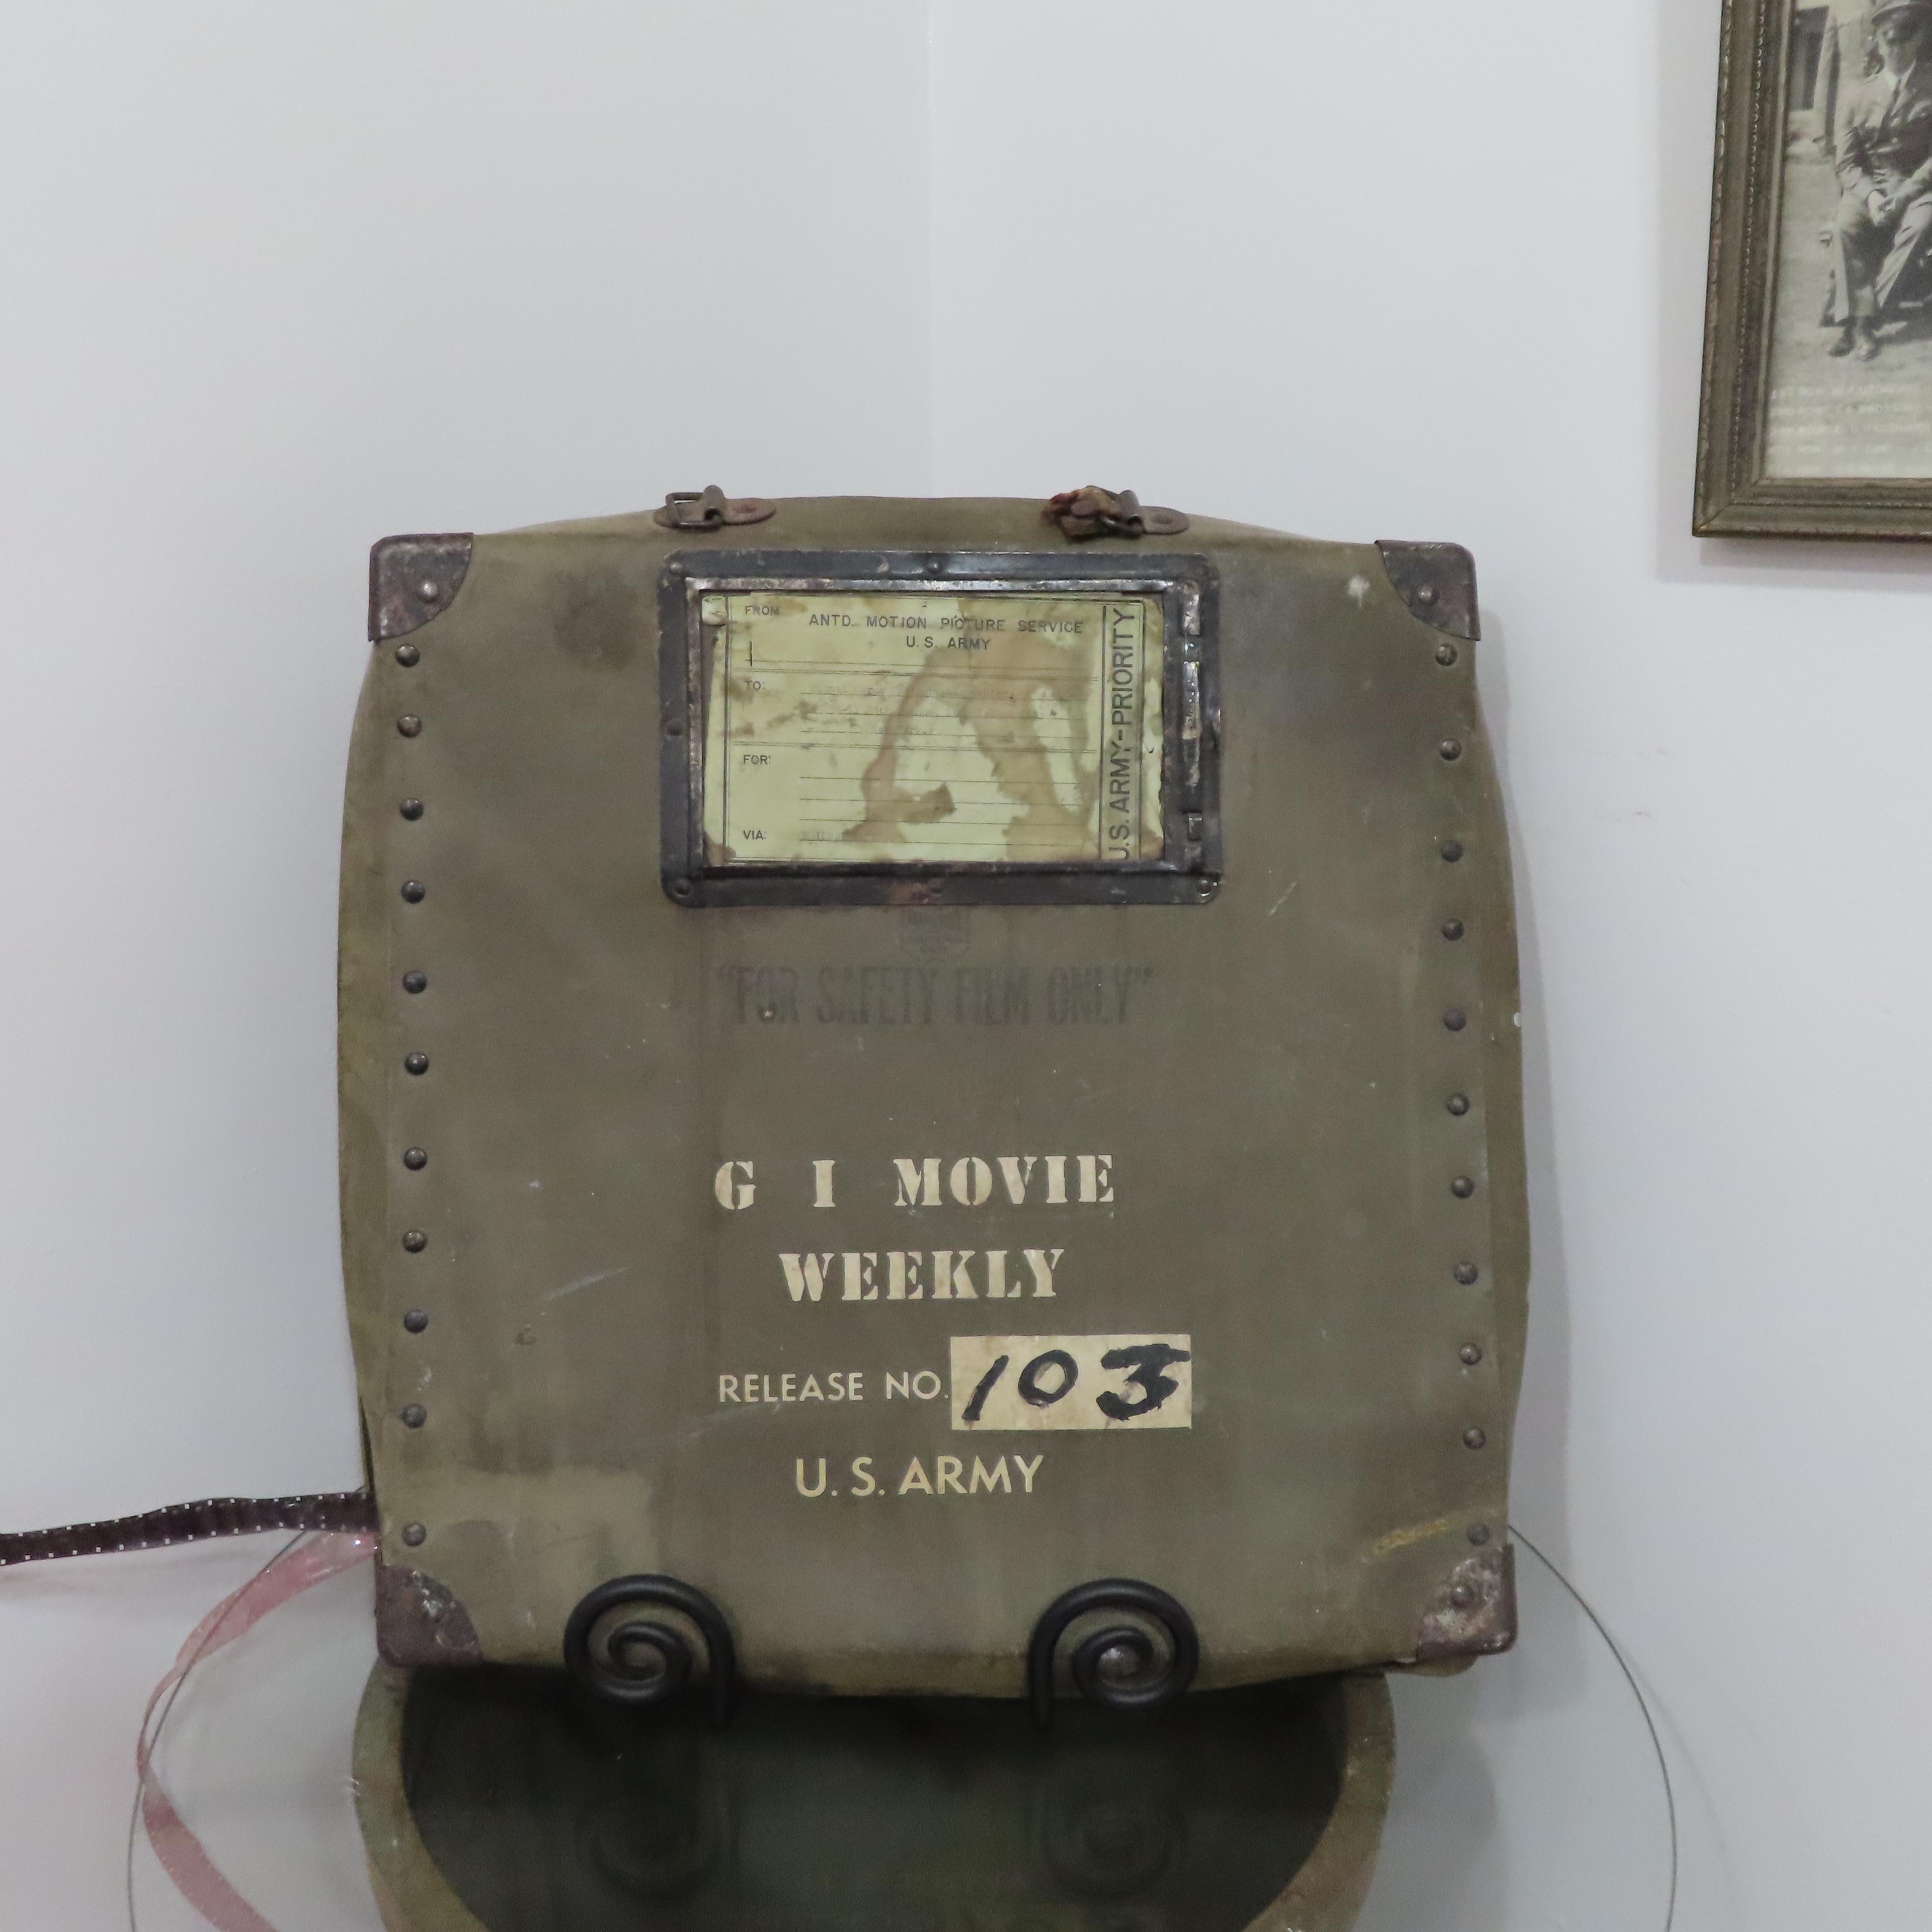 FROM
ANTD. MOTION PICTURE SERVICE
U.S. ARMY
TO:
FOR:
VIA:
U.S. ARMY-PRIORITY
"FOR SAFETY FILM ONLY"
G I MOVIE
WEEKLY
RELEASE NO. 103
U. S. ARMY